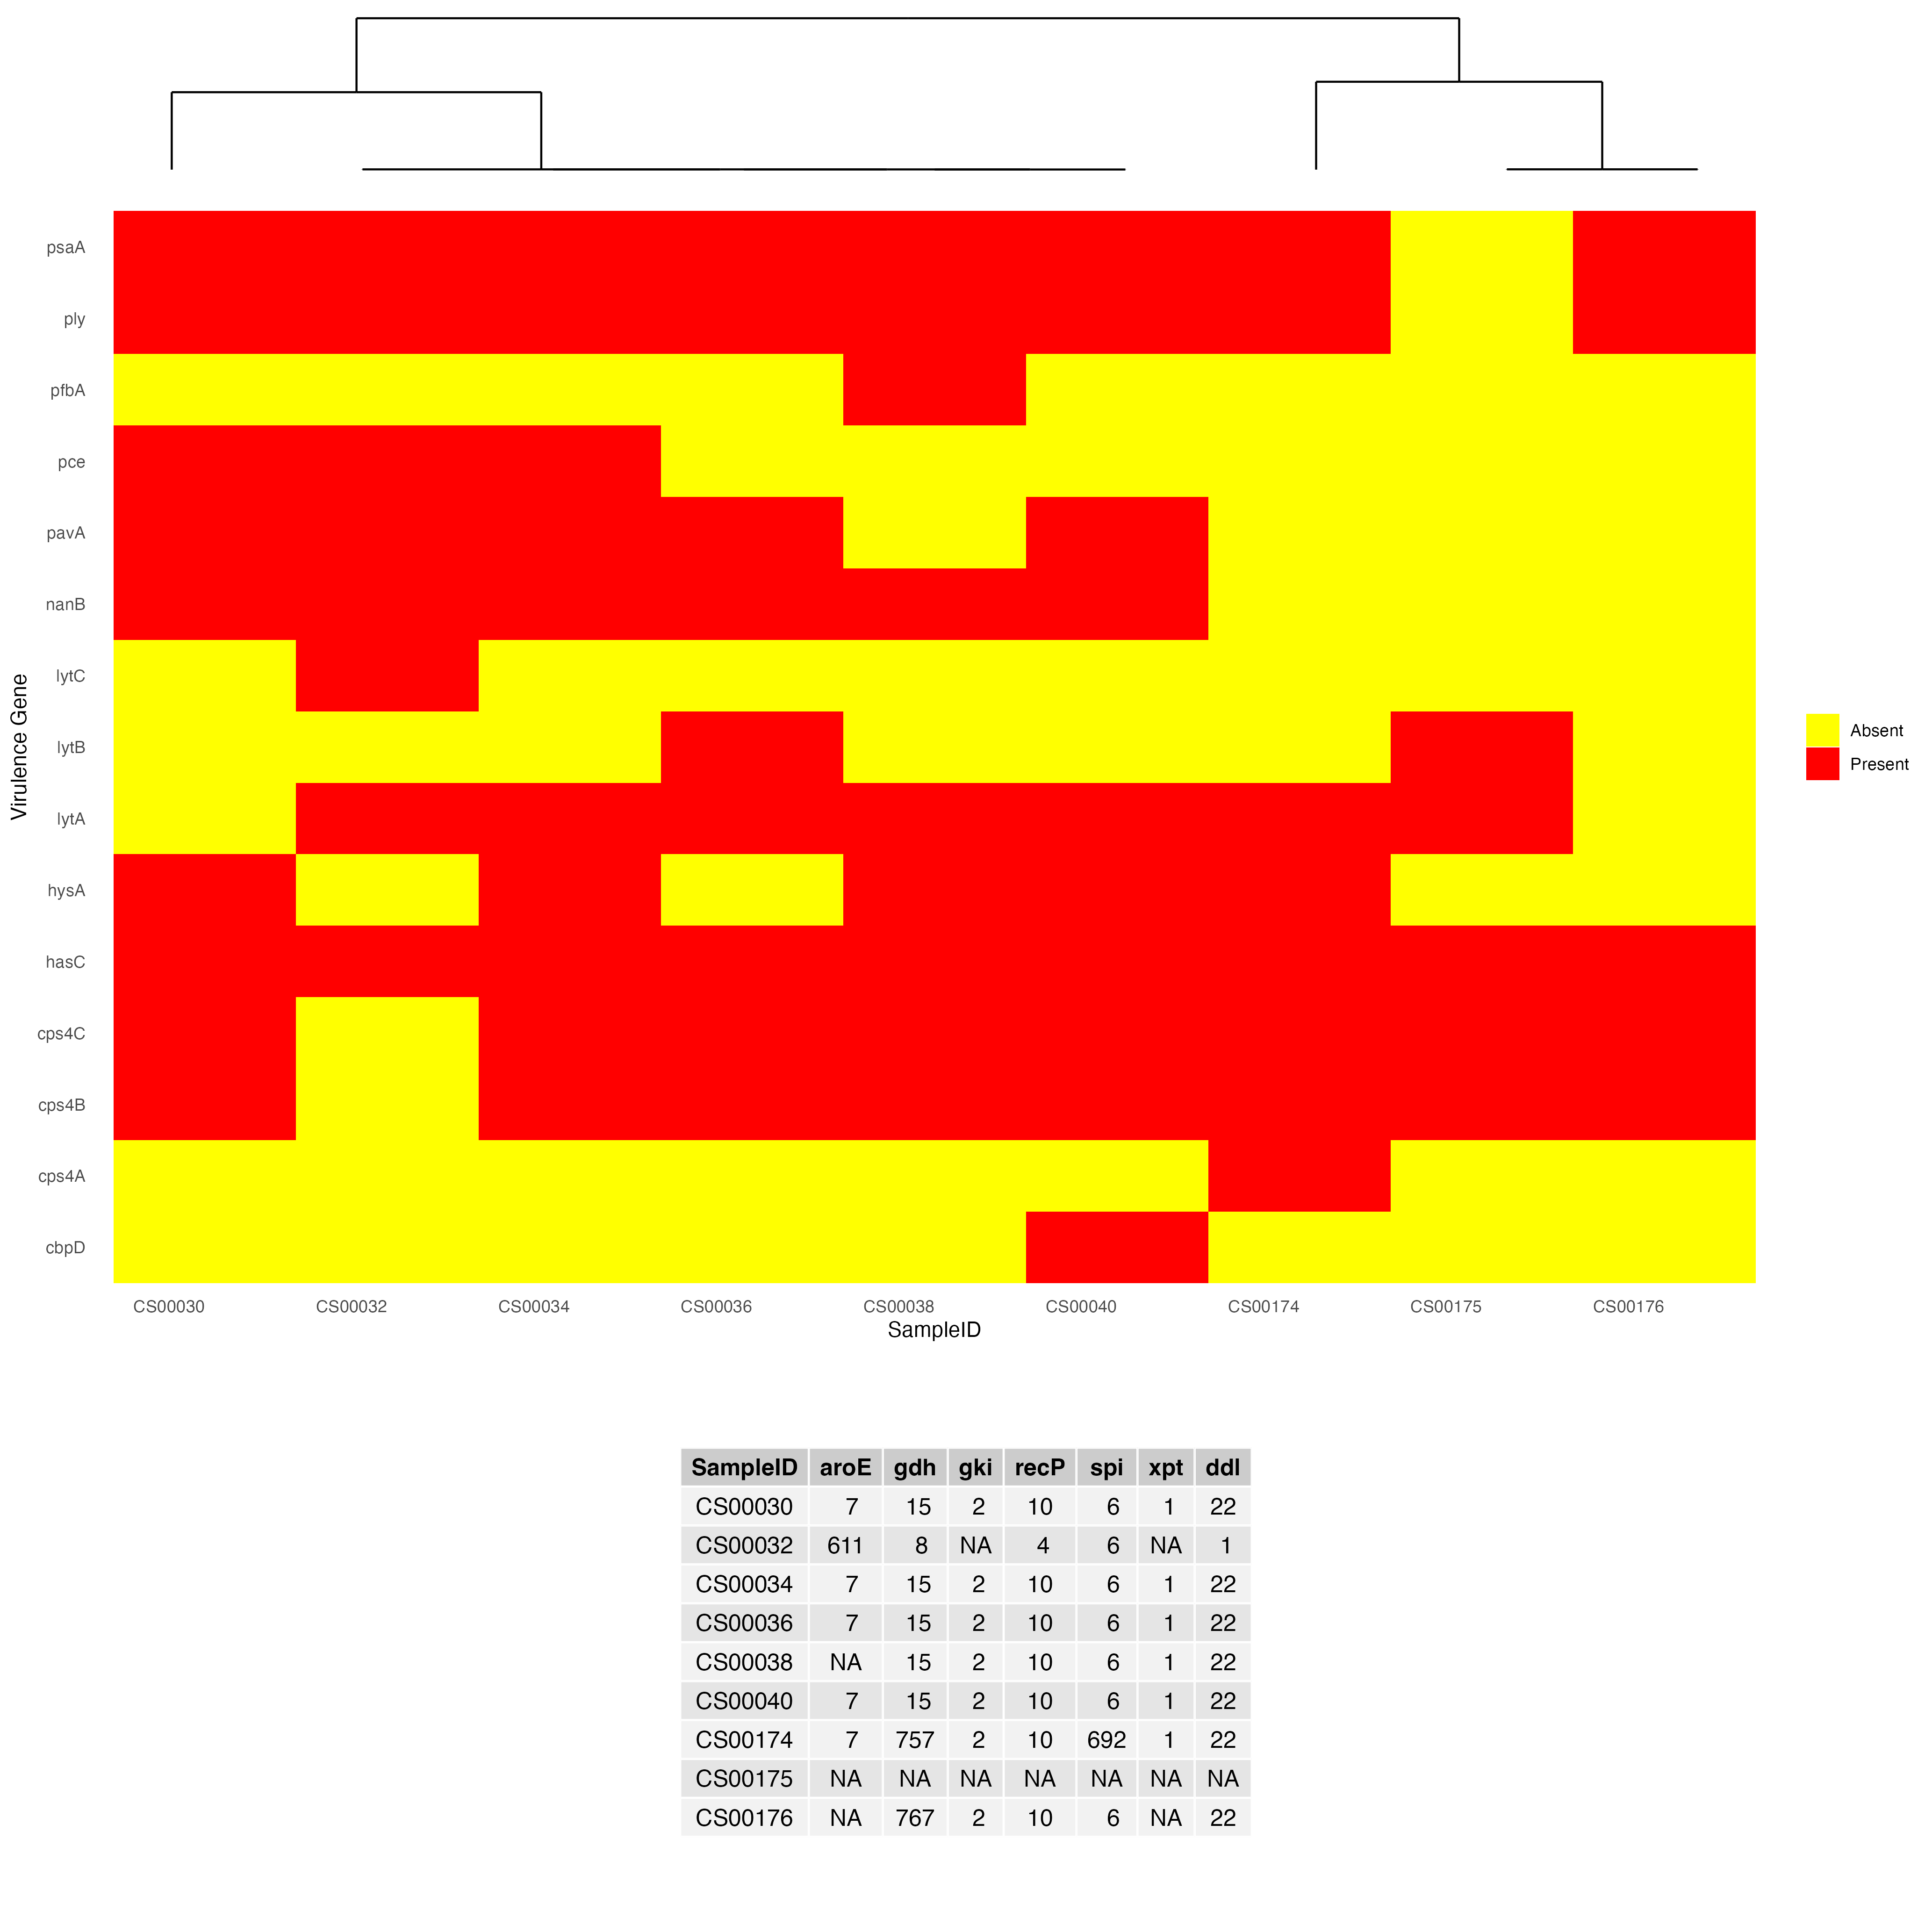 psaA
ply
pfbA
pce
pavA
nanB
lytC
lytB
lytA
hysA
hasC
cps4C
cps4B
cps4A
cbpD
Virulence Gene
Absent
Present
CS00030 CS00032 CS00034 CS00036 CS00038 CS00040 CS00174 CS00175 CS00176
SampleID
SampleID aroE gdh gki recP spi xpt ddl
CS00030 7 15 2 10 6 1 22
CS00032 611 8 NA 4 6 NA 1
CS00034 7 15 2 10 6 1 22
CS00036 7 15 2 10 6 1 22
CS00038 NA 15 2 10 6 1 22
CS00040 7 15 2 10 6 1 22
CS00174 7 757 2 10 692 1 22
CS00175 NA NA NA NA NA NA NA
CS00176 NA 767 2 10 6 NA 22